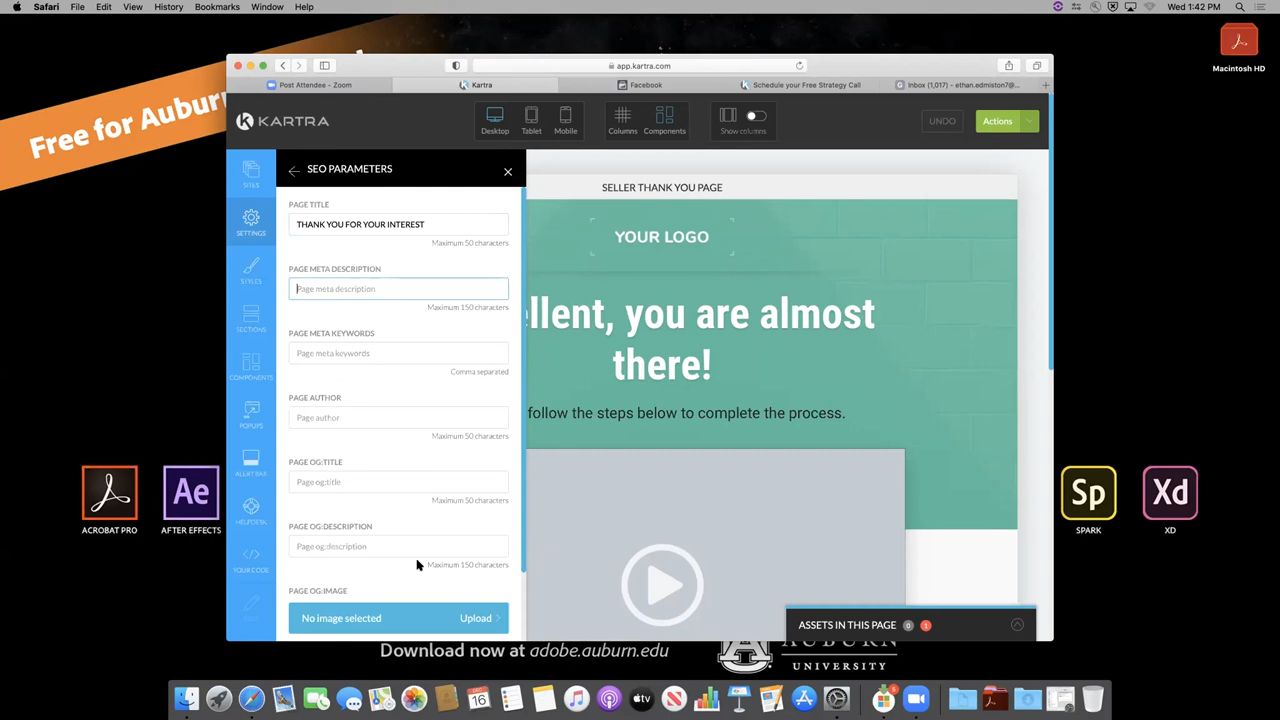 Safari File Edit View History Bookmarks Window Help Wed 1:42 PM
Macintosh HD
Free for Auburn
app.kartra.com
Post Attendee - Zoom Kartra Facebook Schedule your Free Strategy Call Inbox (1,017) - ethan.edmiston7@...
KARTRA
Desktop Tablet Mobile Columns Components Show columns UNDO Actions
SITES
SETTINGS
STYLES
SECTIONS
COMPONENTS
POPUPS
ALERT BAR
HELPDESK
YOUR CODE
SEO PARAMETERS
PAGE TITLE
THANK YOU FOR YOUR INTEREST
Maximum 50 characters
PAGE META DESCRIPTION
Page meta description
Maximum 150 characters
PAGE META KEYWORDS
Page meta keywords
Comma separated
PAGE AUTHOR
Page author
Maximum 50 characters
PAGE OG:TITLE
Page og:title
Maximum 50 characters
PAGE OG:DESCRIPTION
Page og:description
Maximum 150 characters
PAGE OG:IMAGE
No image selected Upload
SELLER THANK YOU PAGE
YOUR LOGO
ellent, you are almost
there!
follow the steps below to complete the process.
ASSETS IN THIS PAGE 0 1
ACROBAT PRO
Ae
AFTER EFFECTS
Sp
SPARK
Xd
XD
Download now at adobe.auburn.edu
AUBURN
UNIVERSITY
DEC
16
tv